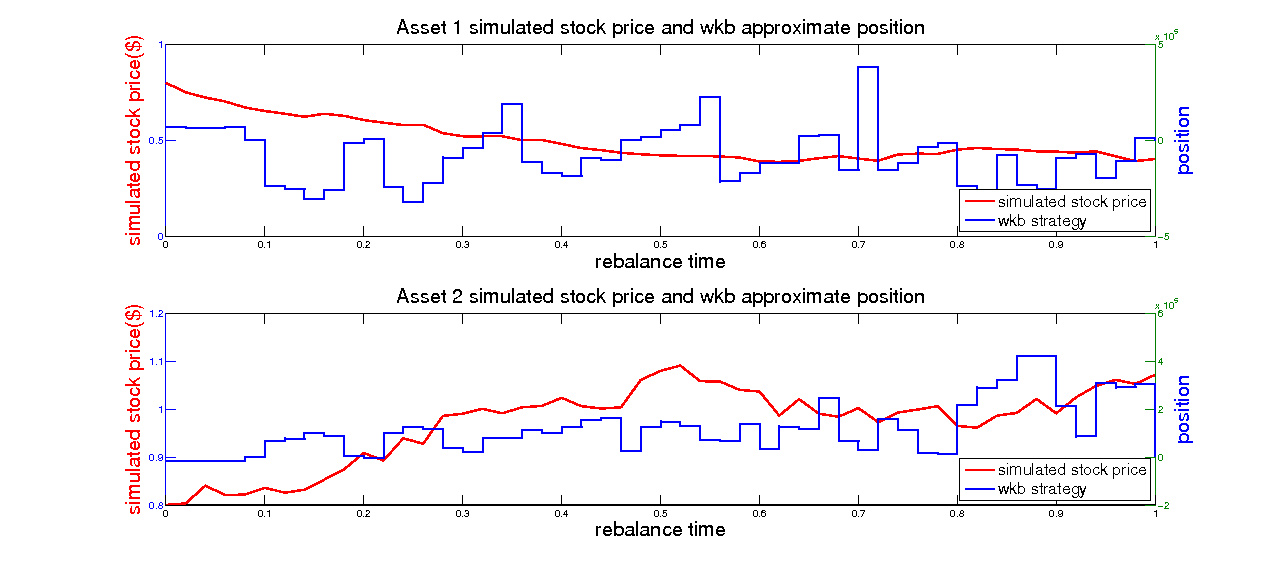 Asset 1 simulated stock price and wkb approximate position
simulated stock price($)
1
0.5
0
x 10^5
5
0
-5
position
0 0.1 0.2 0.3 0.4 0.5 0.6 0.7 0.8 0.9 1
rebalance time
simulated stock price
wkb strategy
Asset 2 simulated stock price and wkb approximate position
simulated stock price($)
1.2
1.1
1
0.9
0.8
6
4
2
0
-2
position
0 0.1 0.2 0.3 0.4 0.5 0.6 0.7 0.8 0.9 1
rebalance time
simulated stock price
wkb strategy